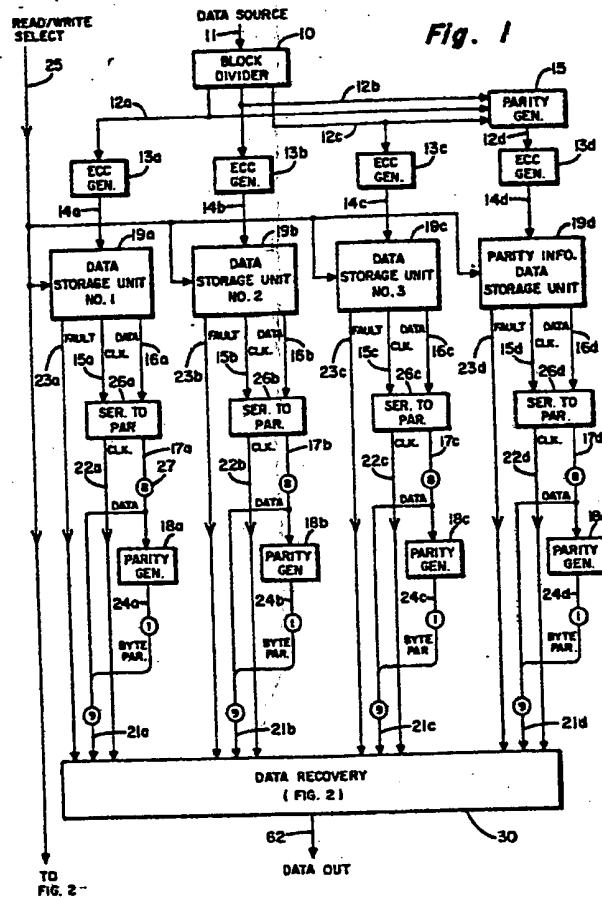 READ/WRITE
SELECT
25
DATA SOURCE
11
10
BLOCK
DIVIDER
Fig. 1
15
PARITY
GEN.
12a
12b
12c
12d
ECC
GEN.
13a
ECC
GEN.
13b
ECC
GEN.
13c
ECC
GEN.
13d
14a
14b
14c
14d
19a
19b
19c
19d
DATA
STORAGE UNIT
NO. 1
DATA
STORAGE UNIT
NO. 2
DATA
STORAGE UNIT
NO. 3
PARITY INFO.
DATA
STORAGE UNIT
FAULT DATA
CLK.
23a 15a 16a
26a
FAULT DATA
CLK.
23b 15b 16b
26b
FAULT DATA
CLK.
23c 15c 16c
26c
FAULT DATA
CLK.
23d 15d 16d
26d
SER. TO
PAR
SER. TO
PAR.
SER. TO
PAR.
SER. TO
PAR.
CLK. 17a
22a 27
8
DATA
CLK. 17b
22b
8
DATA
CLK. 17c
22c
8
DATA
CLK. 17d
22d
8
DATA
18a
PARITY
GEN.
18b
PARITY
GEN
18c
PARITY
GEN.
PARITY
24a
1
BYTE
PAR.
24b
1
BYTE
PAR.
24c
1
BYTE
PAR.
24d
1
BYTE
PAR.
9
21a
9
21b
9
21c
9
21d
DATA RECOVERY
( FIG. 2 )
62
30
DATA OUT
TO
FIG. 2